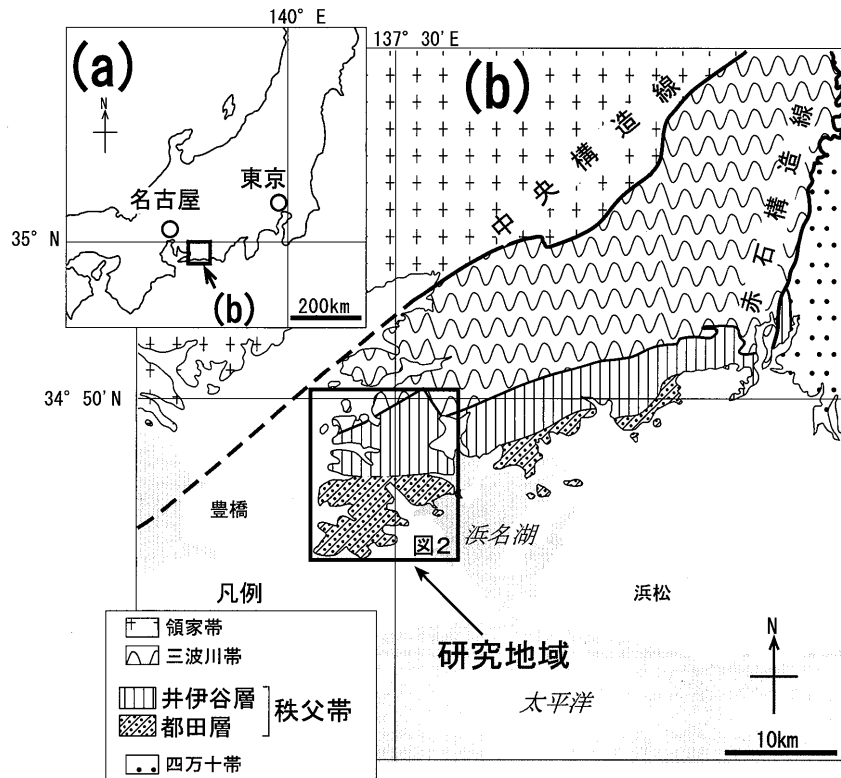 140° E
(a)
N
名古屋
東京
35° N
(b)
200km
137° 30'E
(b)
中央構造線
赤石構造線
34° 50'N
豊橋
浜名湖
図2
浜松
凡例
領家帯
三波川帯
井伊谷層
都田層
秩父帯
四万十帯
研究地域
太平洋
N
10km